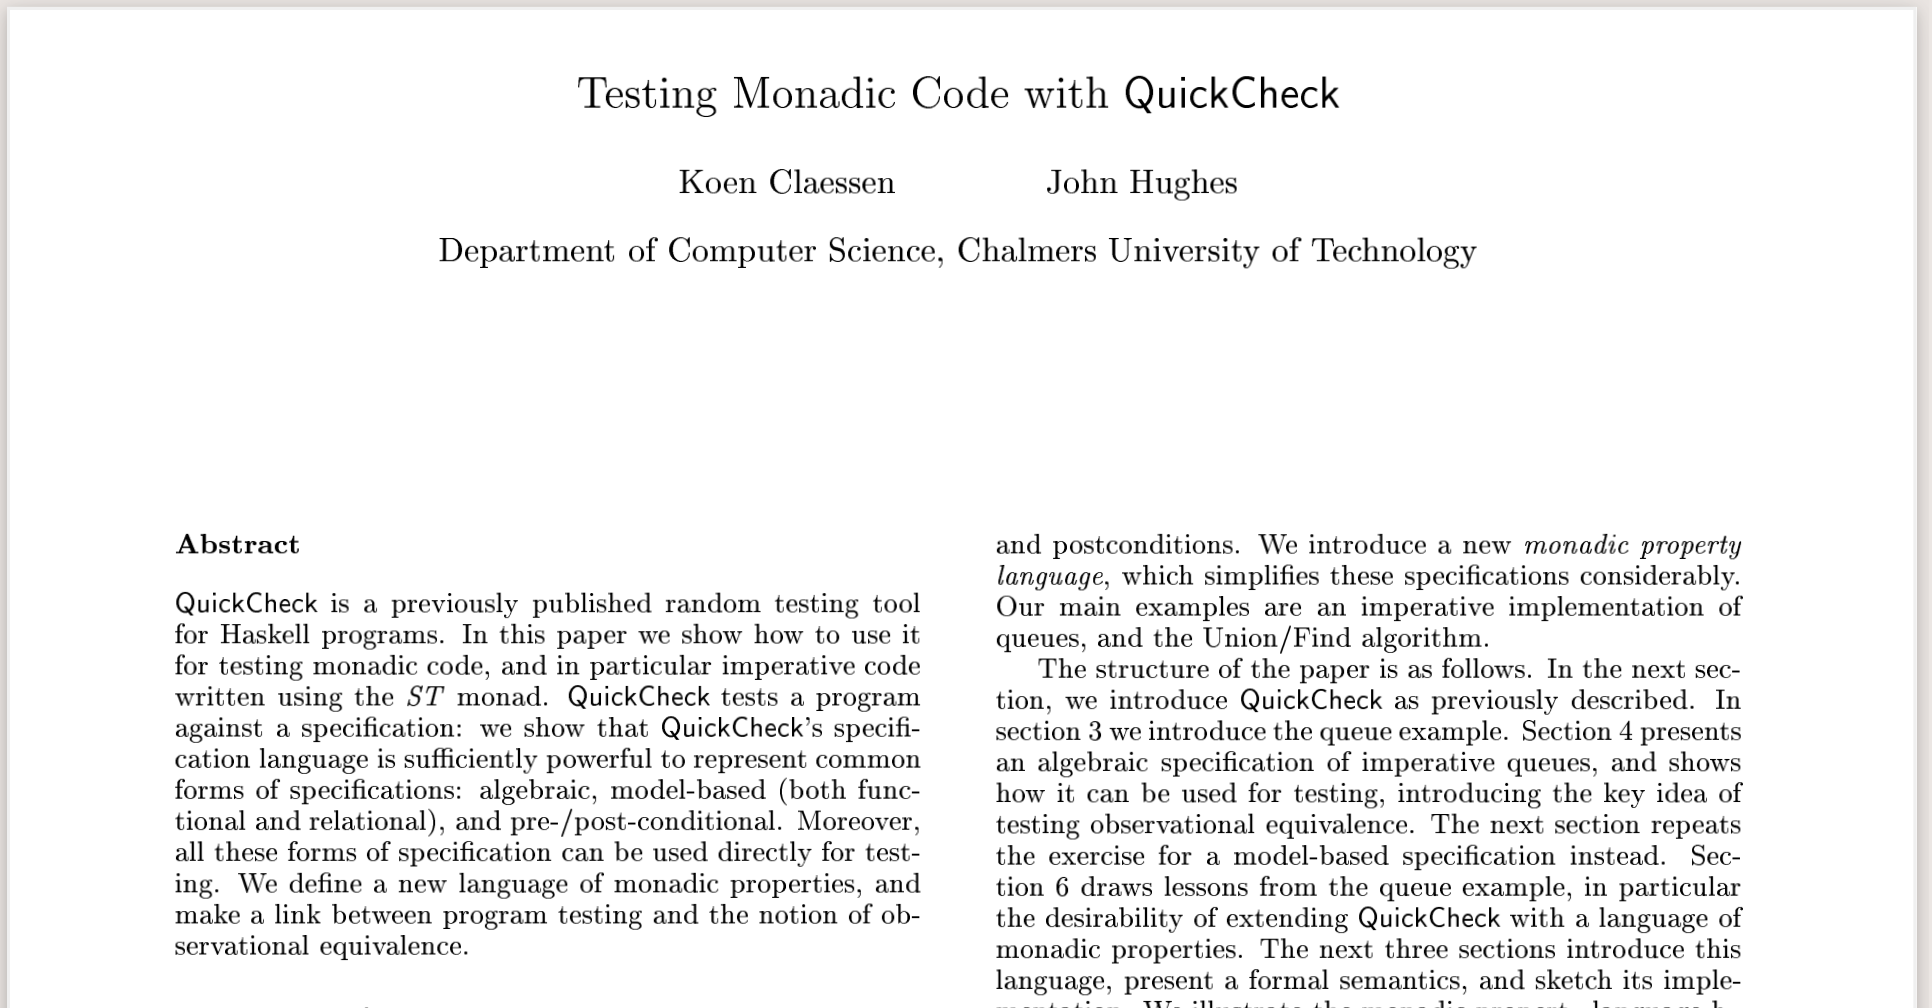 Testing Monadic Code with QuickCheck
Koen Claessen John Hughes
Department of Computer Science, Chalmers University of Technology
Abstract
QuickCheck is a previously published random testing tool
for Haskell programs. In this paper we show how to use it
for testing monadic code, and in particular imperative code
written using the ST monad. QuickCheck tests a program
against a specification: we show that QuickCheck's specifi-
cation language is sufficiently powerful to represent common
forms of specifications: algebraic, model-based (both func-
tional and relational), and pre-/post-conditional. Moreover,
all these forms of specification can be used directly for test-
ing. We define a new language of monadic properties, and
make a link between program testing and the notion of ob-
servational equivalence.
and postconditions. We introduce a new monadic property
language, which simplifies these specifications considerably.
Our main examples are an imperative implementation of
queues, and the Union/Find algorithm.
The structure of the paper is as follows. In the next sec-
tion, we introduce QuickCheck as previously described. In
section 3 we introduce the queue example. Section 4 presents
an algebraic specification of imperative queues, and shows
how it can be used for testing, introducing the key idea of
testing observational equivalence. The next section repeats
the exercise for a model-based specification instead. Sec-
tion 6 draws lessons from the queue example, in particular
the desirability of extending QuickCheck with a language of
monadic properties. The next three sections introduce this
language, present a formal semantics, and sketch its imple-